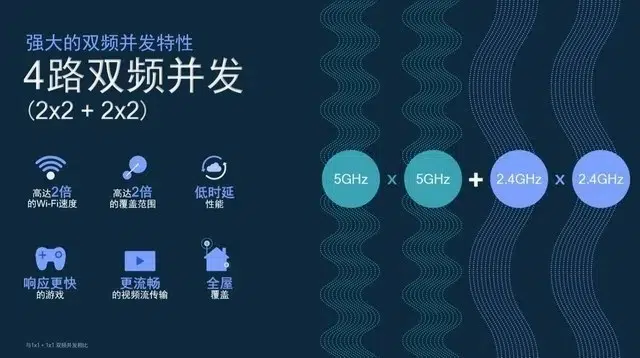 强大的双频并发特性
4路双频并发
(2x2 + 2x2)
高达2倍
的Wi-Fi速度
高达2倍
的覆盖范围
低时延
性能
响应更快
的游戏
更流畅
的视频流传输
全屋
覆盖
5GHz x 5GHz + 2.4GHz x 2.4GHz
与1x1 + 1x1 双频并发相比